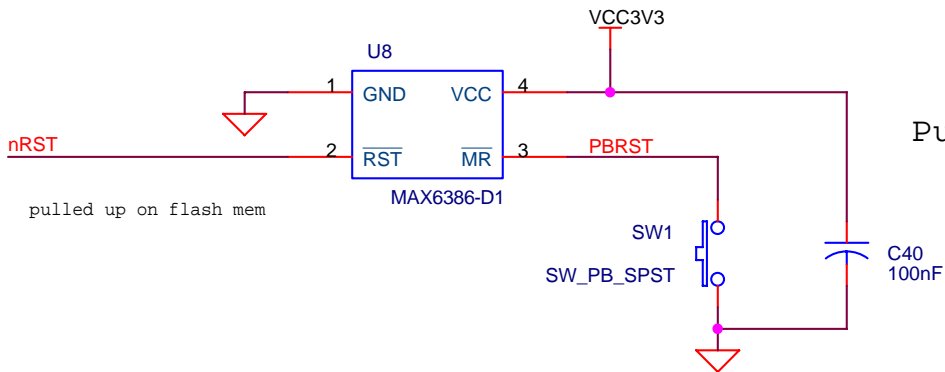 VCC3V3
U8
1 GND VCC 4
Pu
nRST
2 RST MR 3 PBRST
MAX6386-D1
pulled up on flash mem
SW1
SW_PB_SPST
C40
100nF